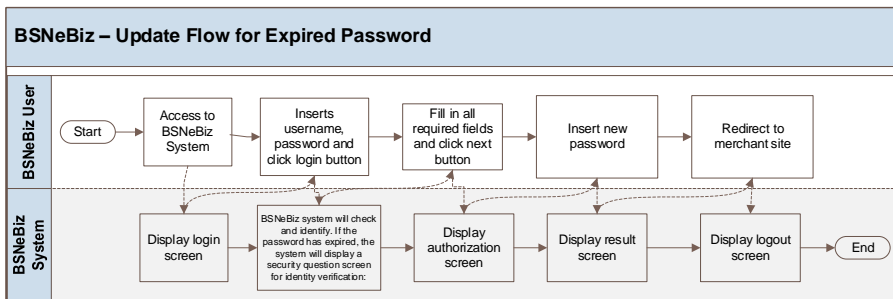 BSNeBiz – Update Flow for Expired Password
BSNeBiz User
Start
Access to
BSNeBiz
System
Inserts
username,
password and
click login button
Fill in all
required fields
and click next
button
Insert new
password
Redirect to
merchant site
BSNeBiz
System
Display login
screen
BSNeBiz system will check
and identify. If the
password has expired, the
system will display a
security question screen
for identity verification:
Display
authorization
screen
Display result
screen
Display logout
screen
End